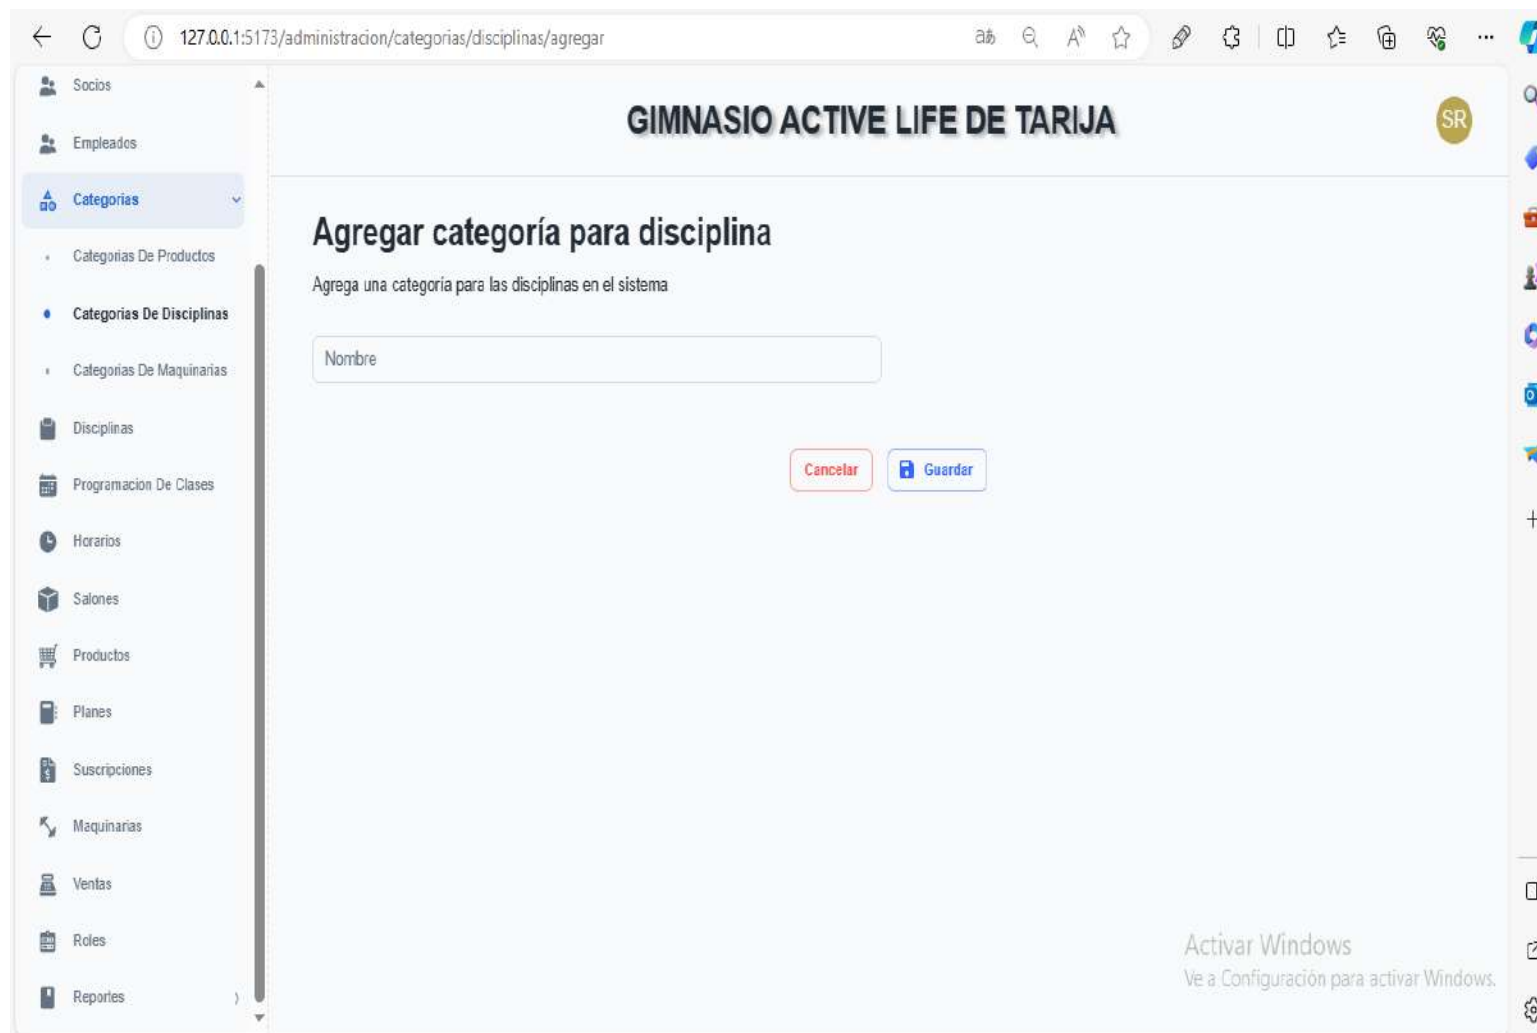 127.0.0.1:5173/administracion/categorias/disciplinas/agregar
Socios
Empleados
Categorias
Categorias De Productos
Categorias De Disciplinas
Categorias De Maquinarias
Disciplinas
Programacion De Clases
Horarios
Salones
Productos
Planes
Suscripciones
Maquinarias
Ventas
Roles
Reportes
GIMNASIO ACTIVE LIFE DE TARIJA
SR
Agregar categoría para disciplina
Agrega una categoría para las disciplinas en el sistema
Nombre
Cancelar
Guardar
Activar Windows
Ve a Configuración para activar Windows.